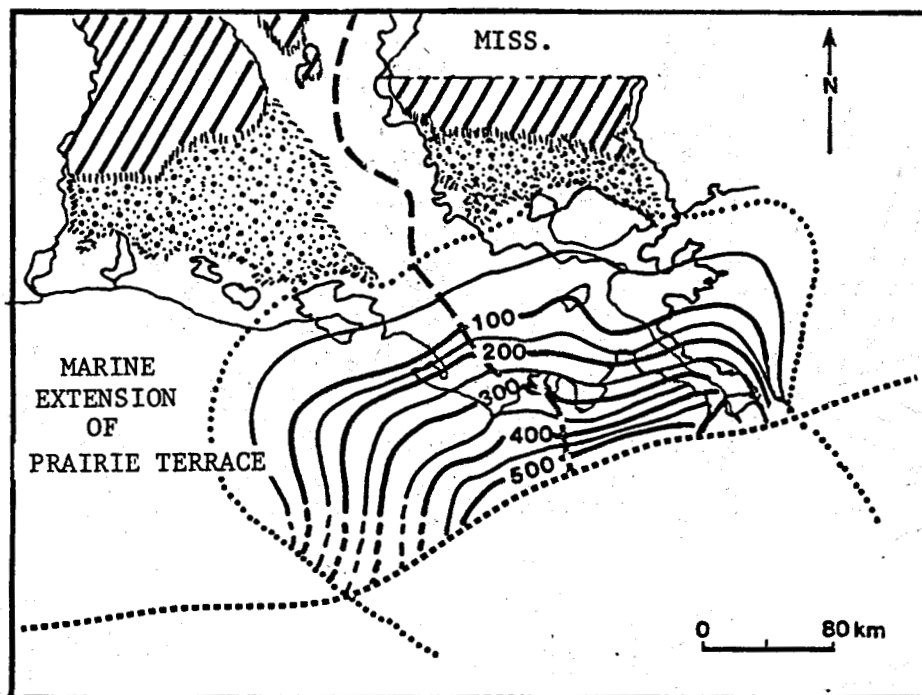 MISS.
N
100
200
300
400
500
MARINE
EXTENSION
OF
PRAIRIE TERRACE
0 80 km